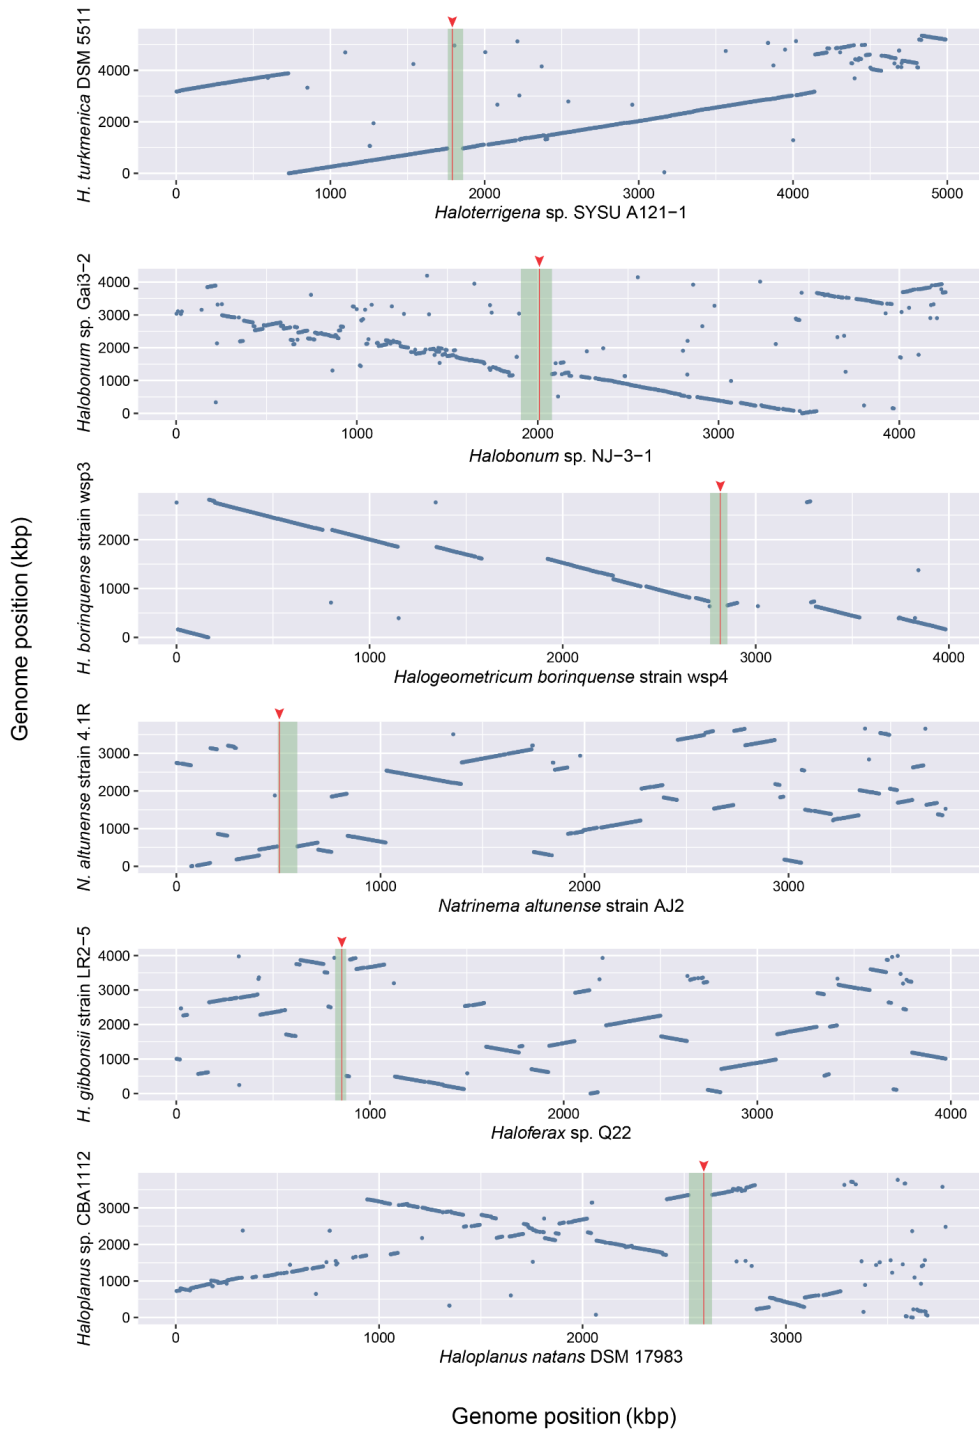 Genome position (kbp)
H. turkmenica DSM 5511
4000
2000
0
0 1000 2000 3000 4000 5000
Haloterrigena sp. SYSU A121−1
Halobonum sp. Gai3−2
4000
3000
2000
1000
0
0 1000 2000 3000 4000
Halobonum sp. NJ−3−1
H. borinquense strain wsp3
2000
1000
0
0 1000 2000 3000 4000
Halogeometricum borinquense strain wsp4
N. altunense strain 4.1R
3000
2000
1000
0
0 1000 2000 3000
Natrinema altunense strain AJ2
H. gibbonsii strain LR2−5
4000
3000
2000
1000
0
0 1000 2000 3000 4000
Haloferax sp. Q22
Haloplanus sp. CBA1112
3000
2000
1000
0
0 1000 2000 3000
Haloplanus natans DSM 17983
Genome position (kbp)